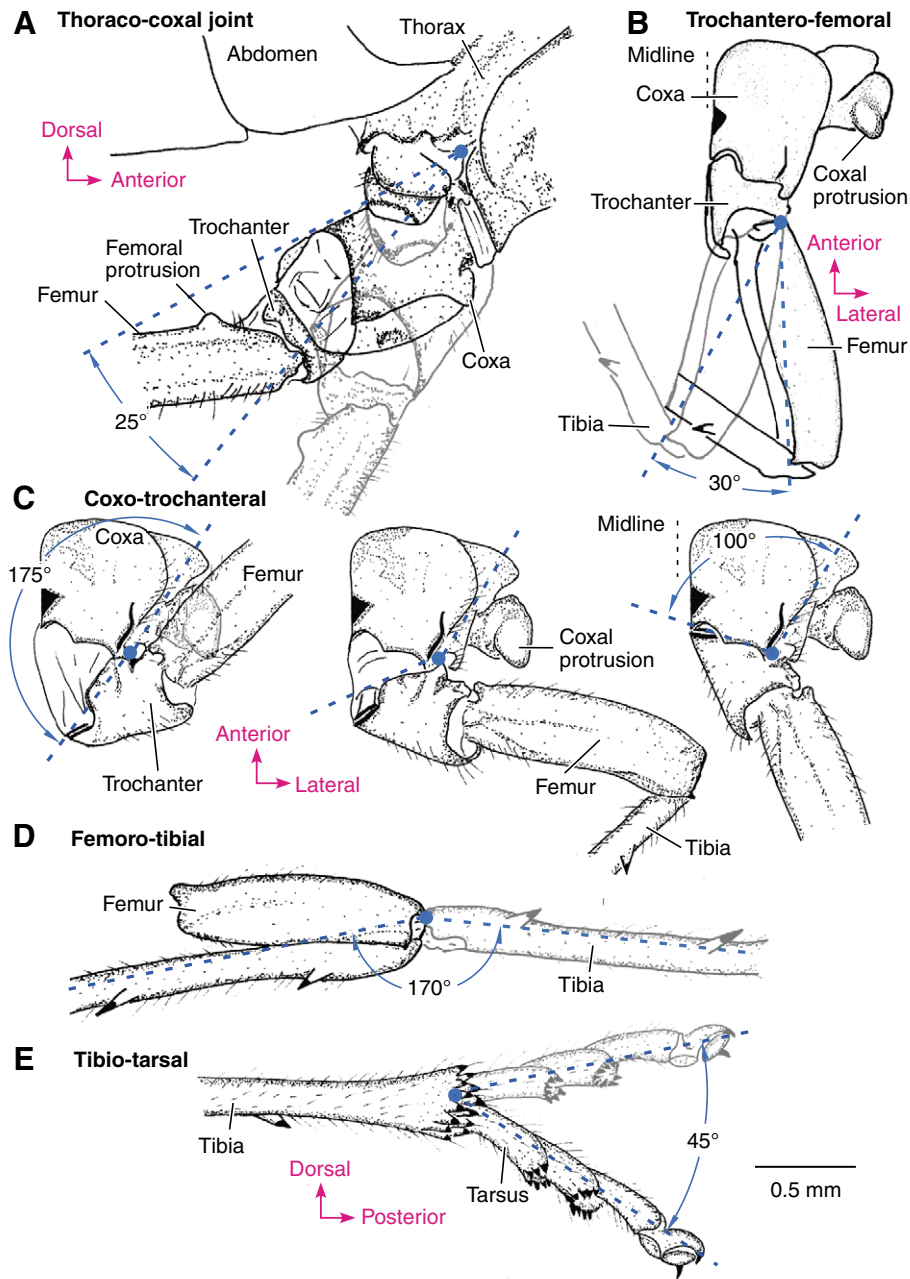 A Thoraco-coxal joint
Abdomen
Thorax
Dorsal
Anterior
Trochanter
Femoral
protrusion
Femur
Coxa
25°
B Trochantero-femoral
Midline
Coxa
Coxal
protrusion
Trochanter
Anterior
Lateral
Femur
Tibia
30°
C Coxo-trochanteral
Coxa
175°
Femur
Trochanter
Anterior
Lateral
Coxal
protrusion
Femur
Tibia
Midline
100°
D Femoro-tibial
Femur
170°
Tibia
E Tibio-tarsal
Tibia
Dorsal
Posterior
Tarsus
45°
0.5 mm